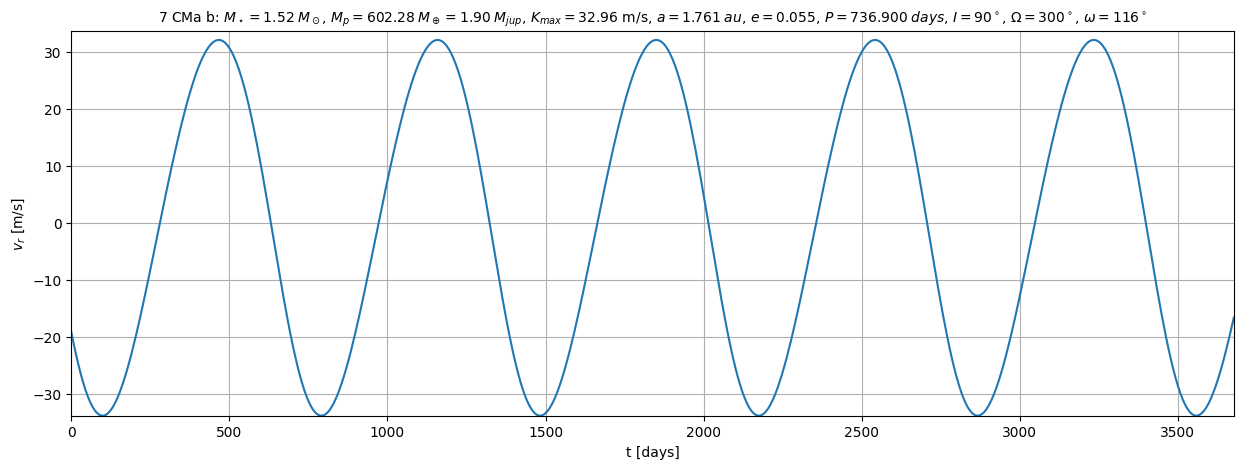 7 CMa b: M⋆ = 1.52 M⊙, Mp = 602.28 M⊕ = 1.90 Mjup, Kmax = 32.96 m/s, a = 1.761 au, e = 0.055, P = 736.900 days, I = 90°, Ω = 300°, ω = 116°
30
20
10
0
−10
−20
−30
vr [m/s]
0 500 1000 1500 2000 2500 3000 3500
t [days]